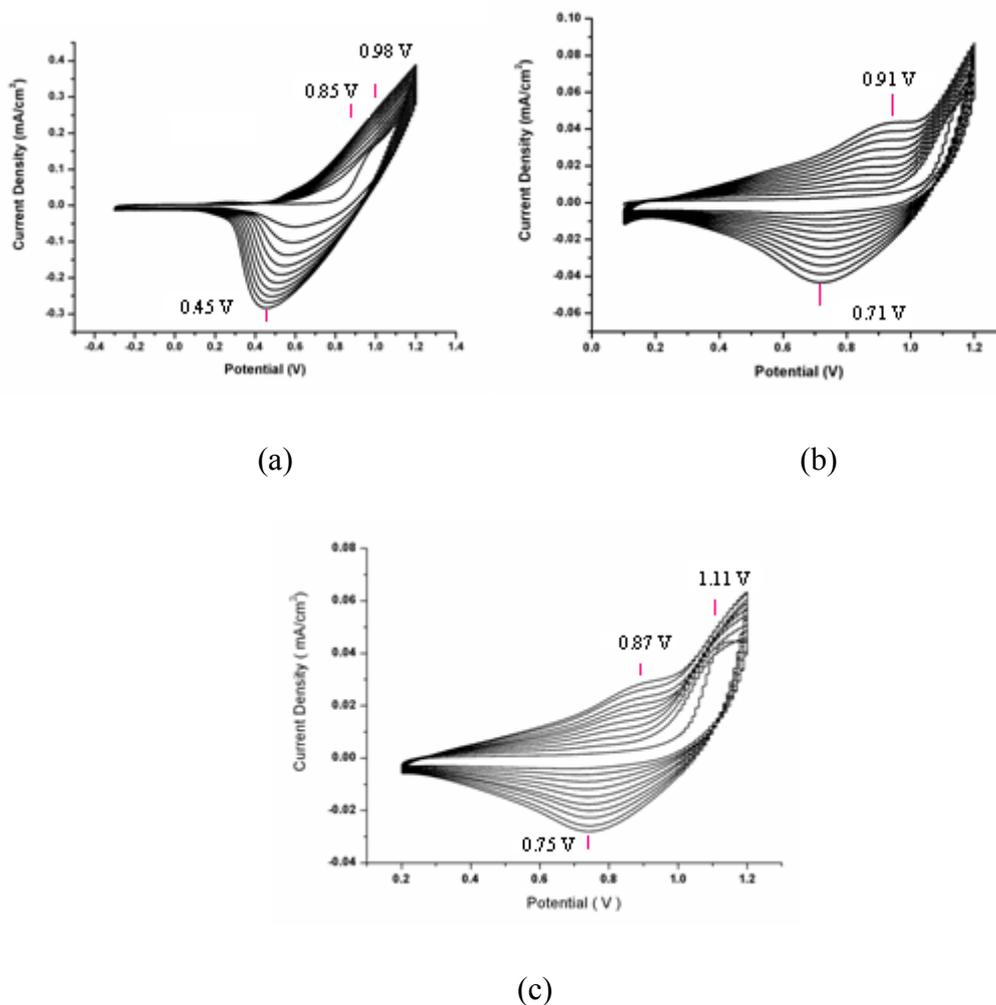 0.98 V
0.85 V
0.45 V
Current Density (mA/cm²)
0.4
0.3
0.2
0.1
0.0
-0.1
-0.2
-0.3
-0.4 -0.2 0.0 0.2 0.4 0.6 0.8 1.0 1.2 1.4
Potential (V)
(a)
0.91 V
0.71 V
Current Density (mA/cm²)
0.10
0.08
0.06
0.04
0.02
0.00
-0.02
-0.04
-0.06
0.0 0.2 0.4 0.6 0.8 1.0 1.2
Potential (V)
(b)
1.11 V
0.87 V
0.75 V
Current Density ( mA/cm²)
0.08
0.06
0.04
0.02
0.00
-0.02
-0.04
0.2 0.4 0.6 0.8 1.0 1.2
Potential ( V )
(c)